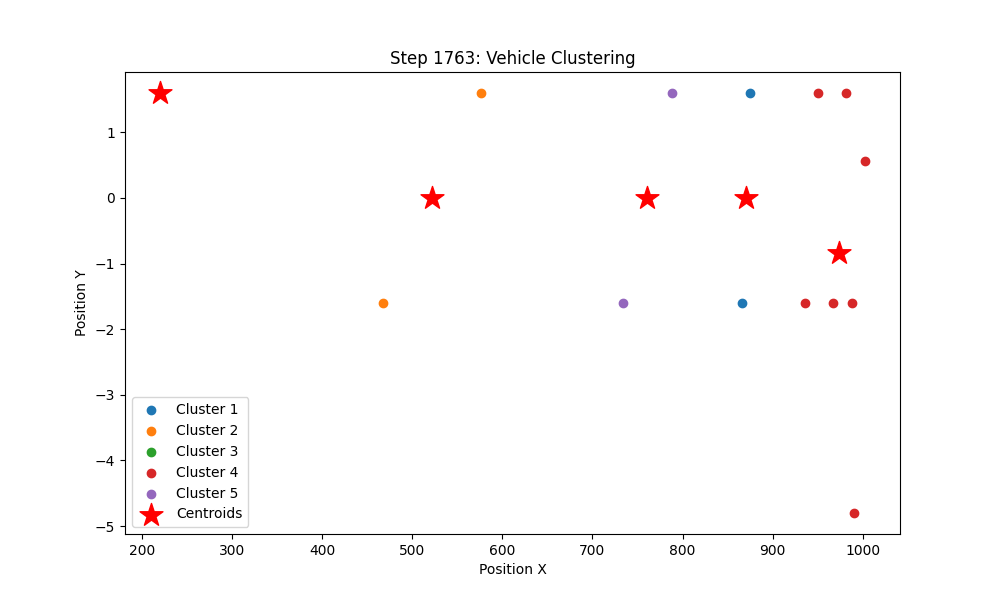 Step 1763: Vehicle Clustering
Position Y
1
0
−1
−2
−3
−4
−5
Cluster 1
Cluster 2
Cluster 3
Cluster 4
Cluster 5
Centroids
200 300 400 500 600 700 800 900 1000
Position X